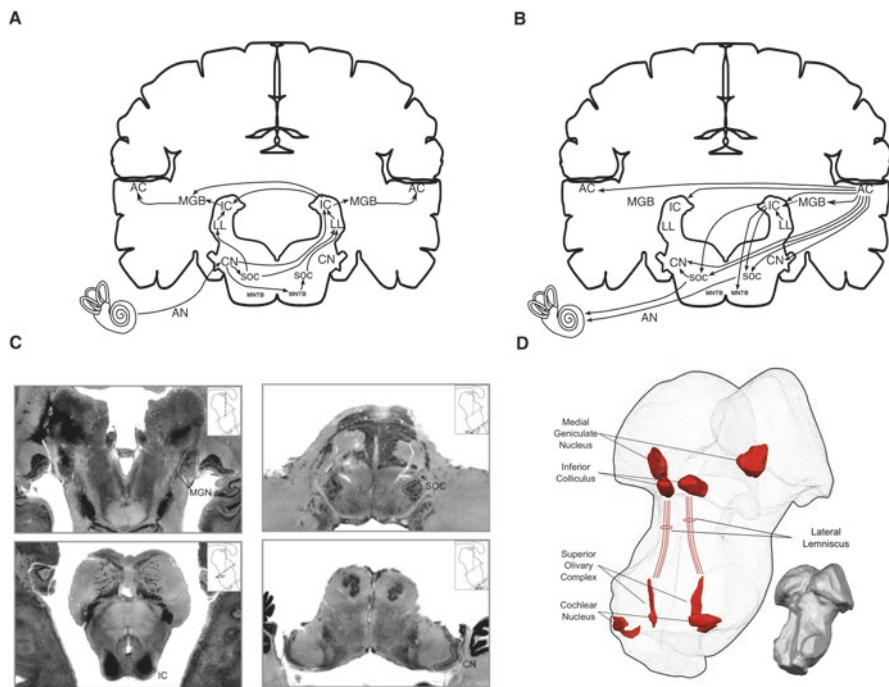 A
AC
MGB
IC
IC
MGB
AC
LL
LL
CN
SOC
SOC
CN
MNTB
MNTB
AN
B
AC
AC
MGB
IC
IC
MGB
LL
LL
CN
SOC
SOC
CN
MNTB
MNTB
AN
C
MGN
SOC
IC
CN
D
Medial
Geniculate
Nucleus
Inferior
Colliculus
Lateral
Lemniscus
Superior
Olivary
Complex
Cochlear
Nucleus